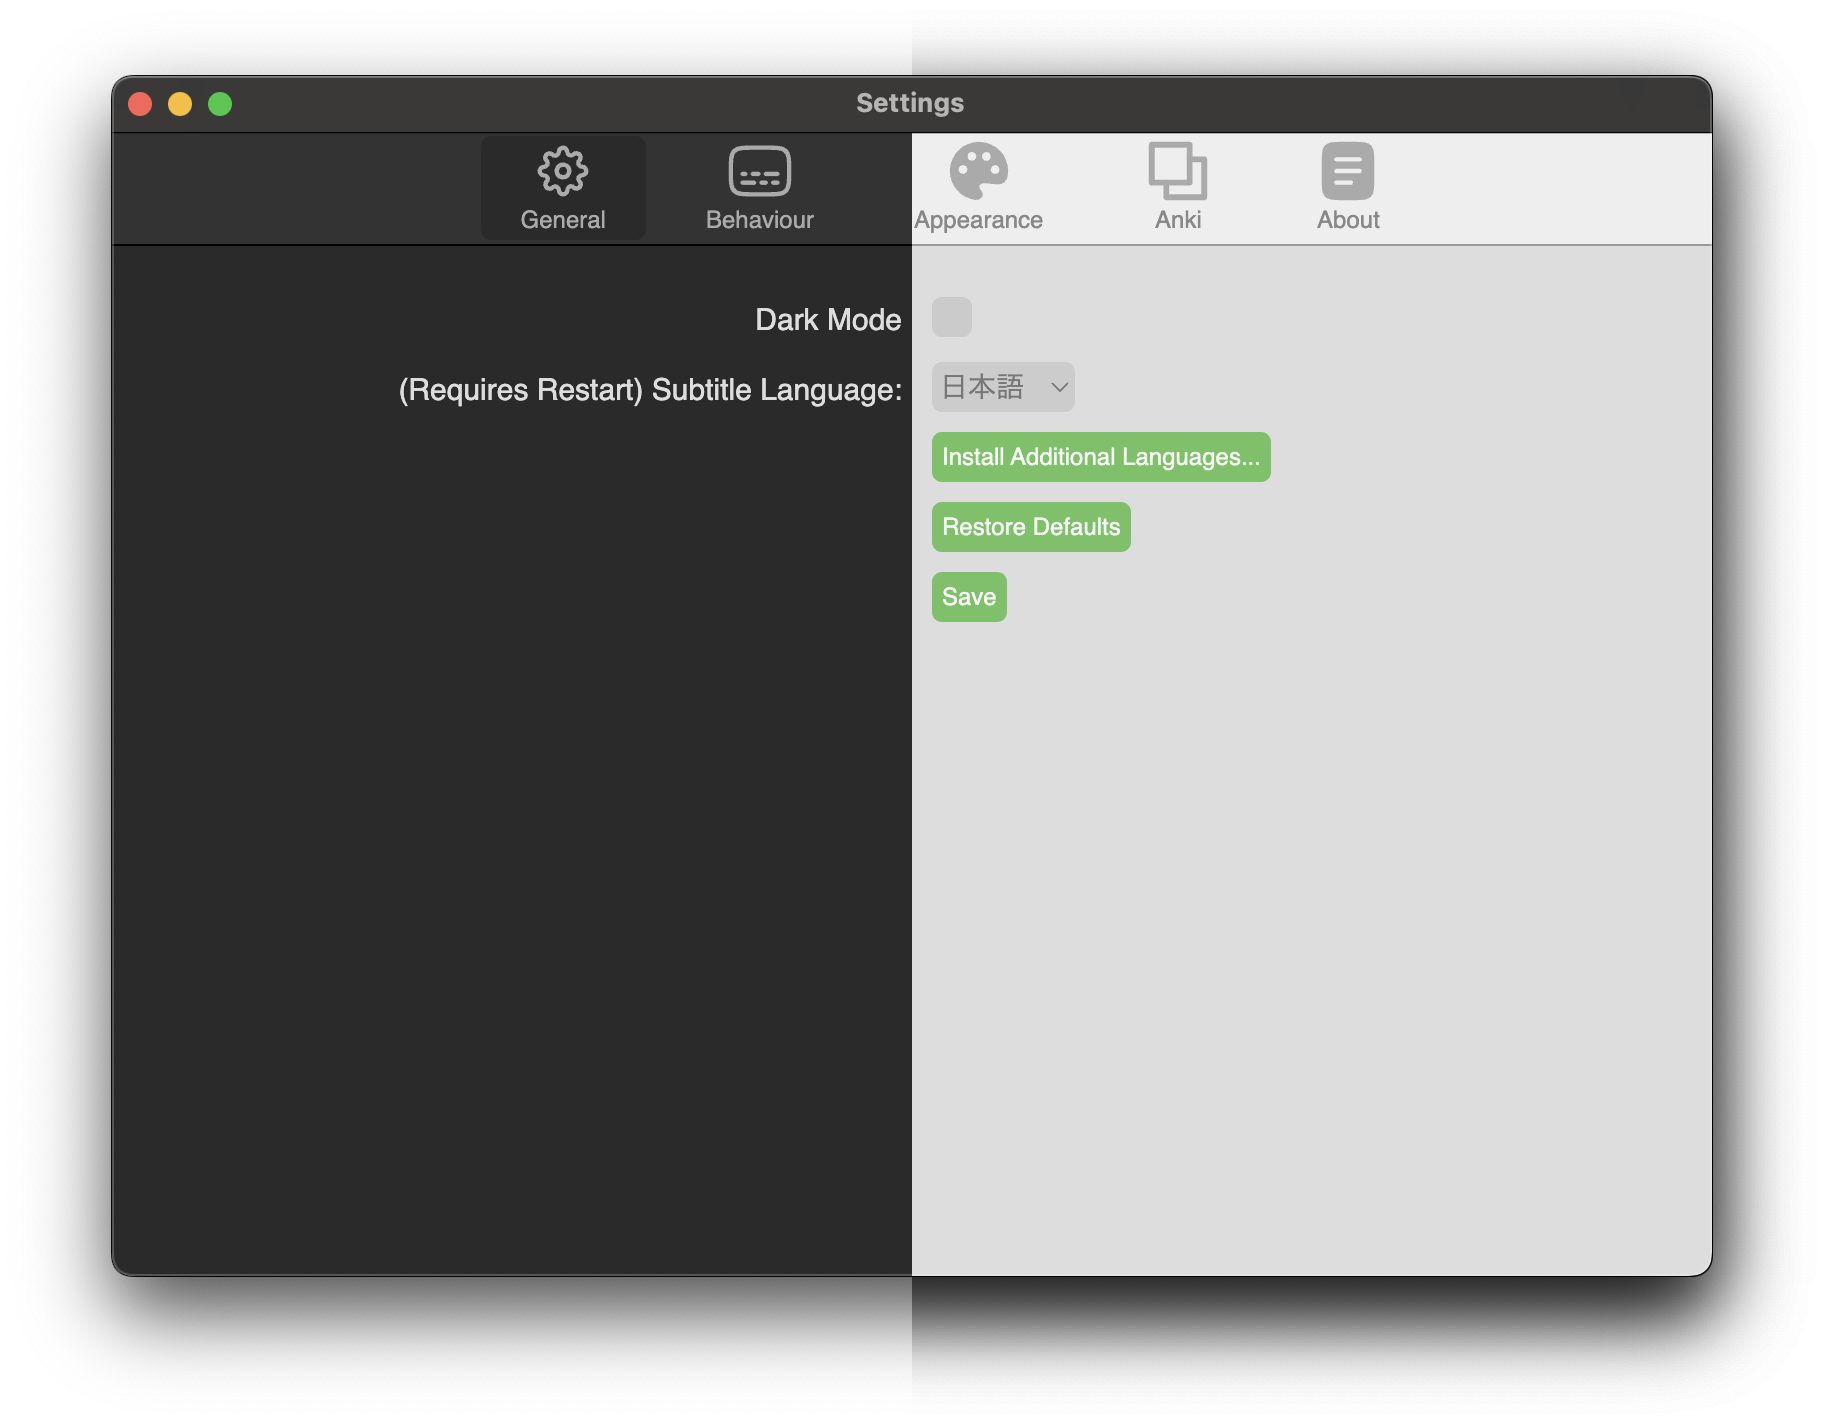 Settings
General
Behaviour
Appearance
Anki
About
Dark Mode
(Requires Restart) Subtitle Language:
日本語
Install Additional Languages...
Restore Defaults
Save